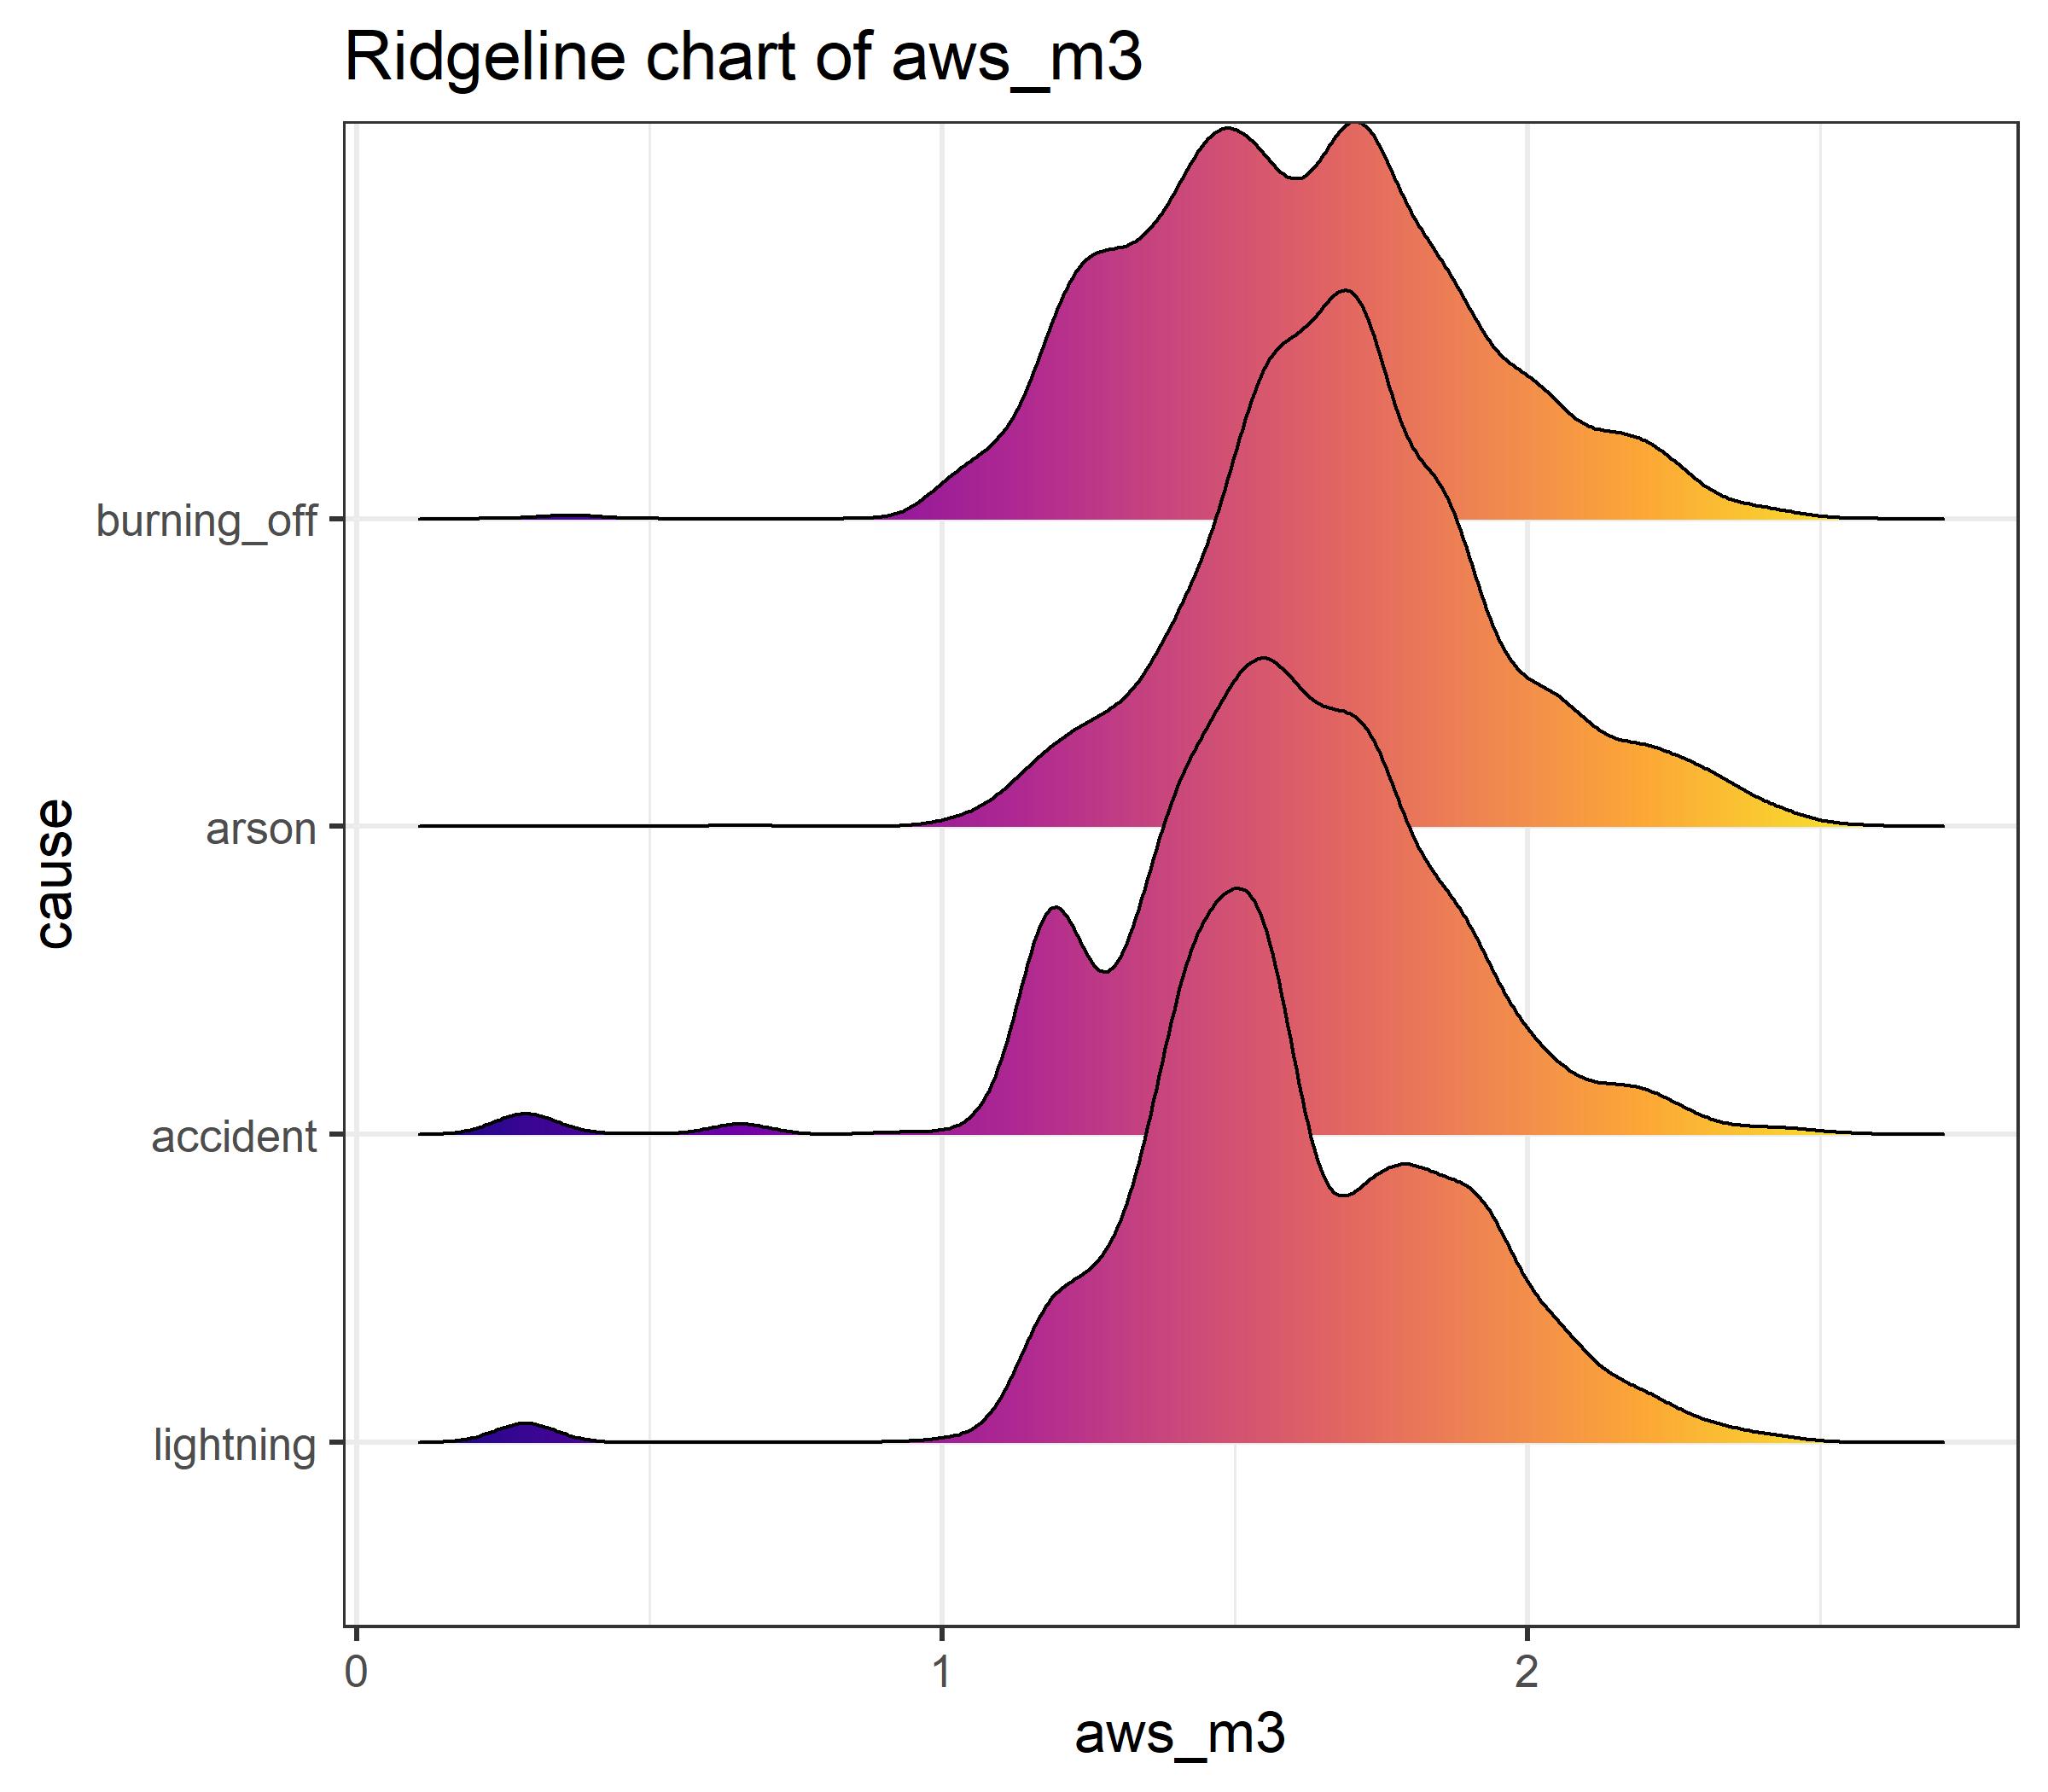 Ridgeline chart of aws_m3
cause
burning_off
arson
accident
lightning
0 1 2
aws_m3